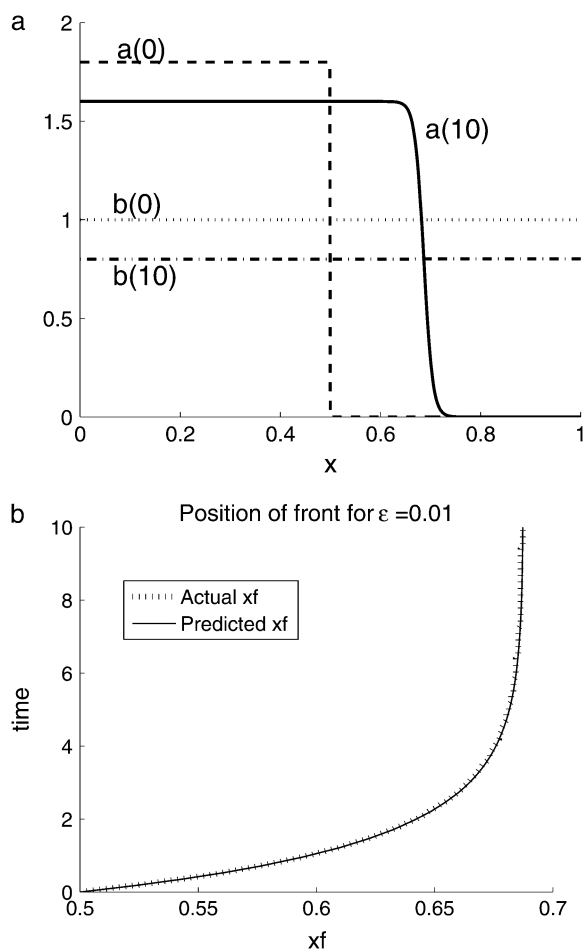 a
2
a(0)
1.5
a(10)
b(0)
1
b(10)
0.5
0
0 0.2 0.4 0.6 0.8 1
x
b
Position of front for ε =0.01
10
Actual xf
8
Predicted xf
6
time
4
2
0
0.5 0.55 0.6 0.65 0.7
xf